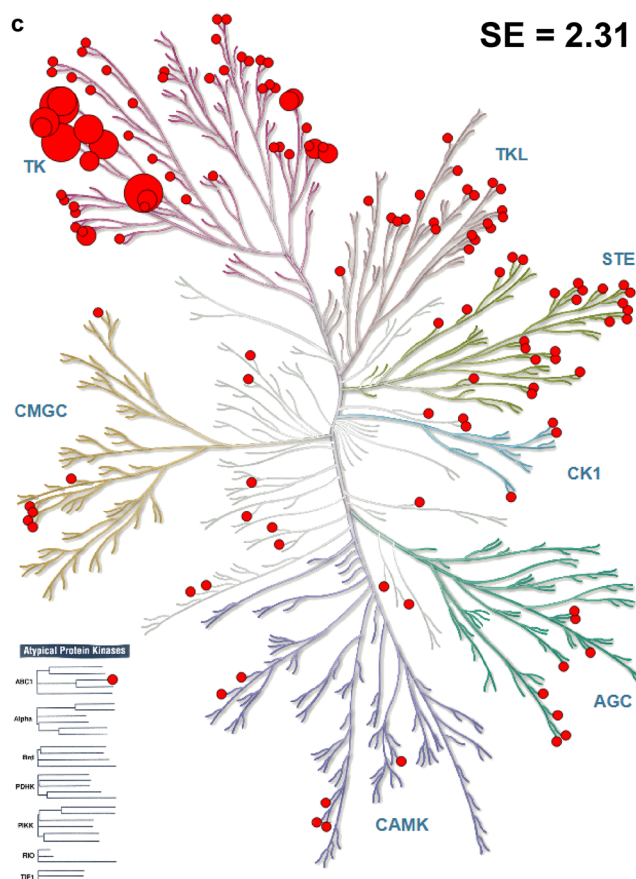 c
SE = 2.31
TKL
TK
STE
CMGC
CK1
Atypical Protein Kinases
ABC1
AGC
Alpha
Brd
PDHK
PIKK
CAMK
RIO
TIF1